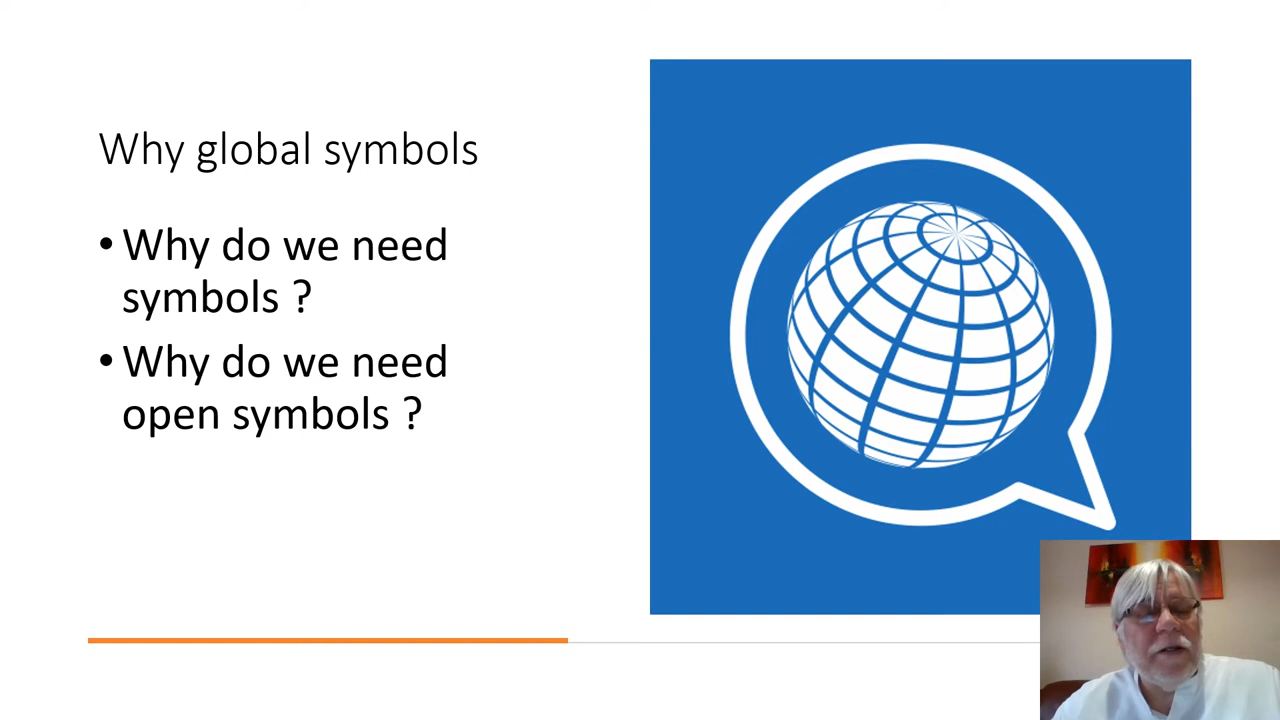 Why global symbols
• Why do we need
symbols ?
• Why do we need
open symbols ?